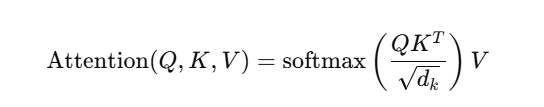 Attention(Q, K, V) = softmax(QK^T / √d_k) V